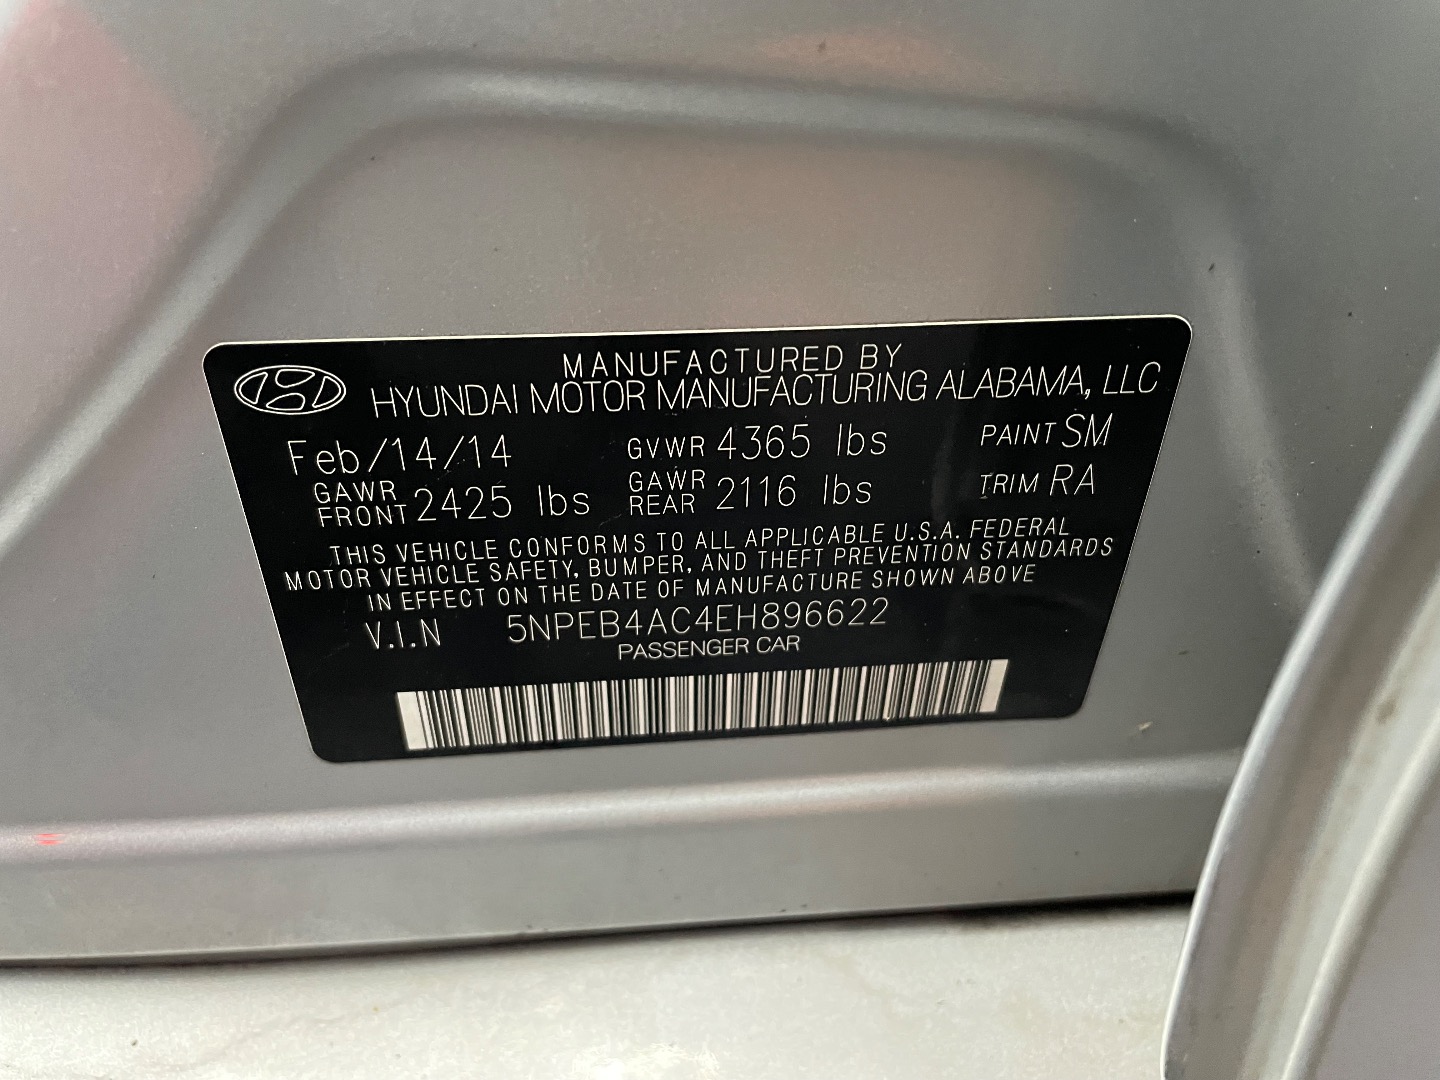 MANUFACTURED BY
HYUNDAI MOTOR MANUFACTURING ALABAMA, LLC
Feb/14/14 GVWR 4365 lbs PAINT SM
GAWR FRONT 2425 lbs GAWR REAR 2116 lbs TRIM RA
THIS VEHICLE CONFORMS TO ALL APPLICABLE U.S.A. FEDERAL
MOTOR VEHICLE SAFETY, BUMPER, AND THEFT PREVENTION STANDARDS
IN EFFECT ON THE DATE OF MANUFACTURE SHOWN ABOVE
V.I.N 5NPEB4AC4EH896622
PASSENGER CAR